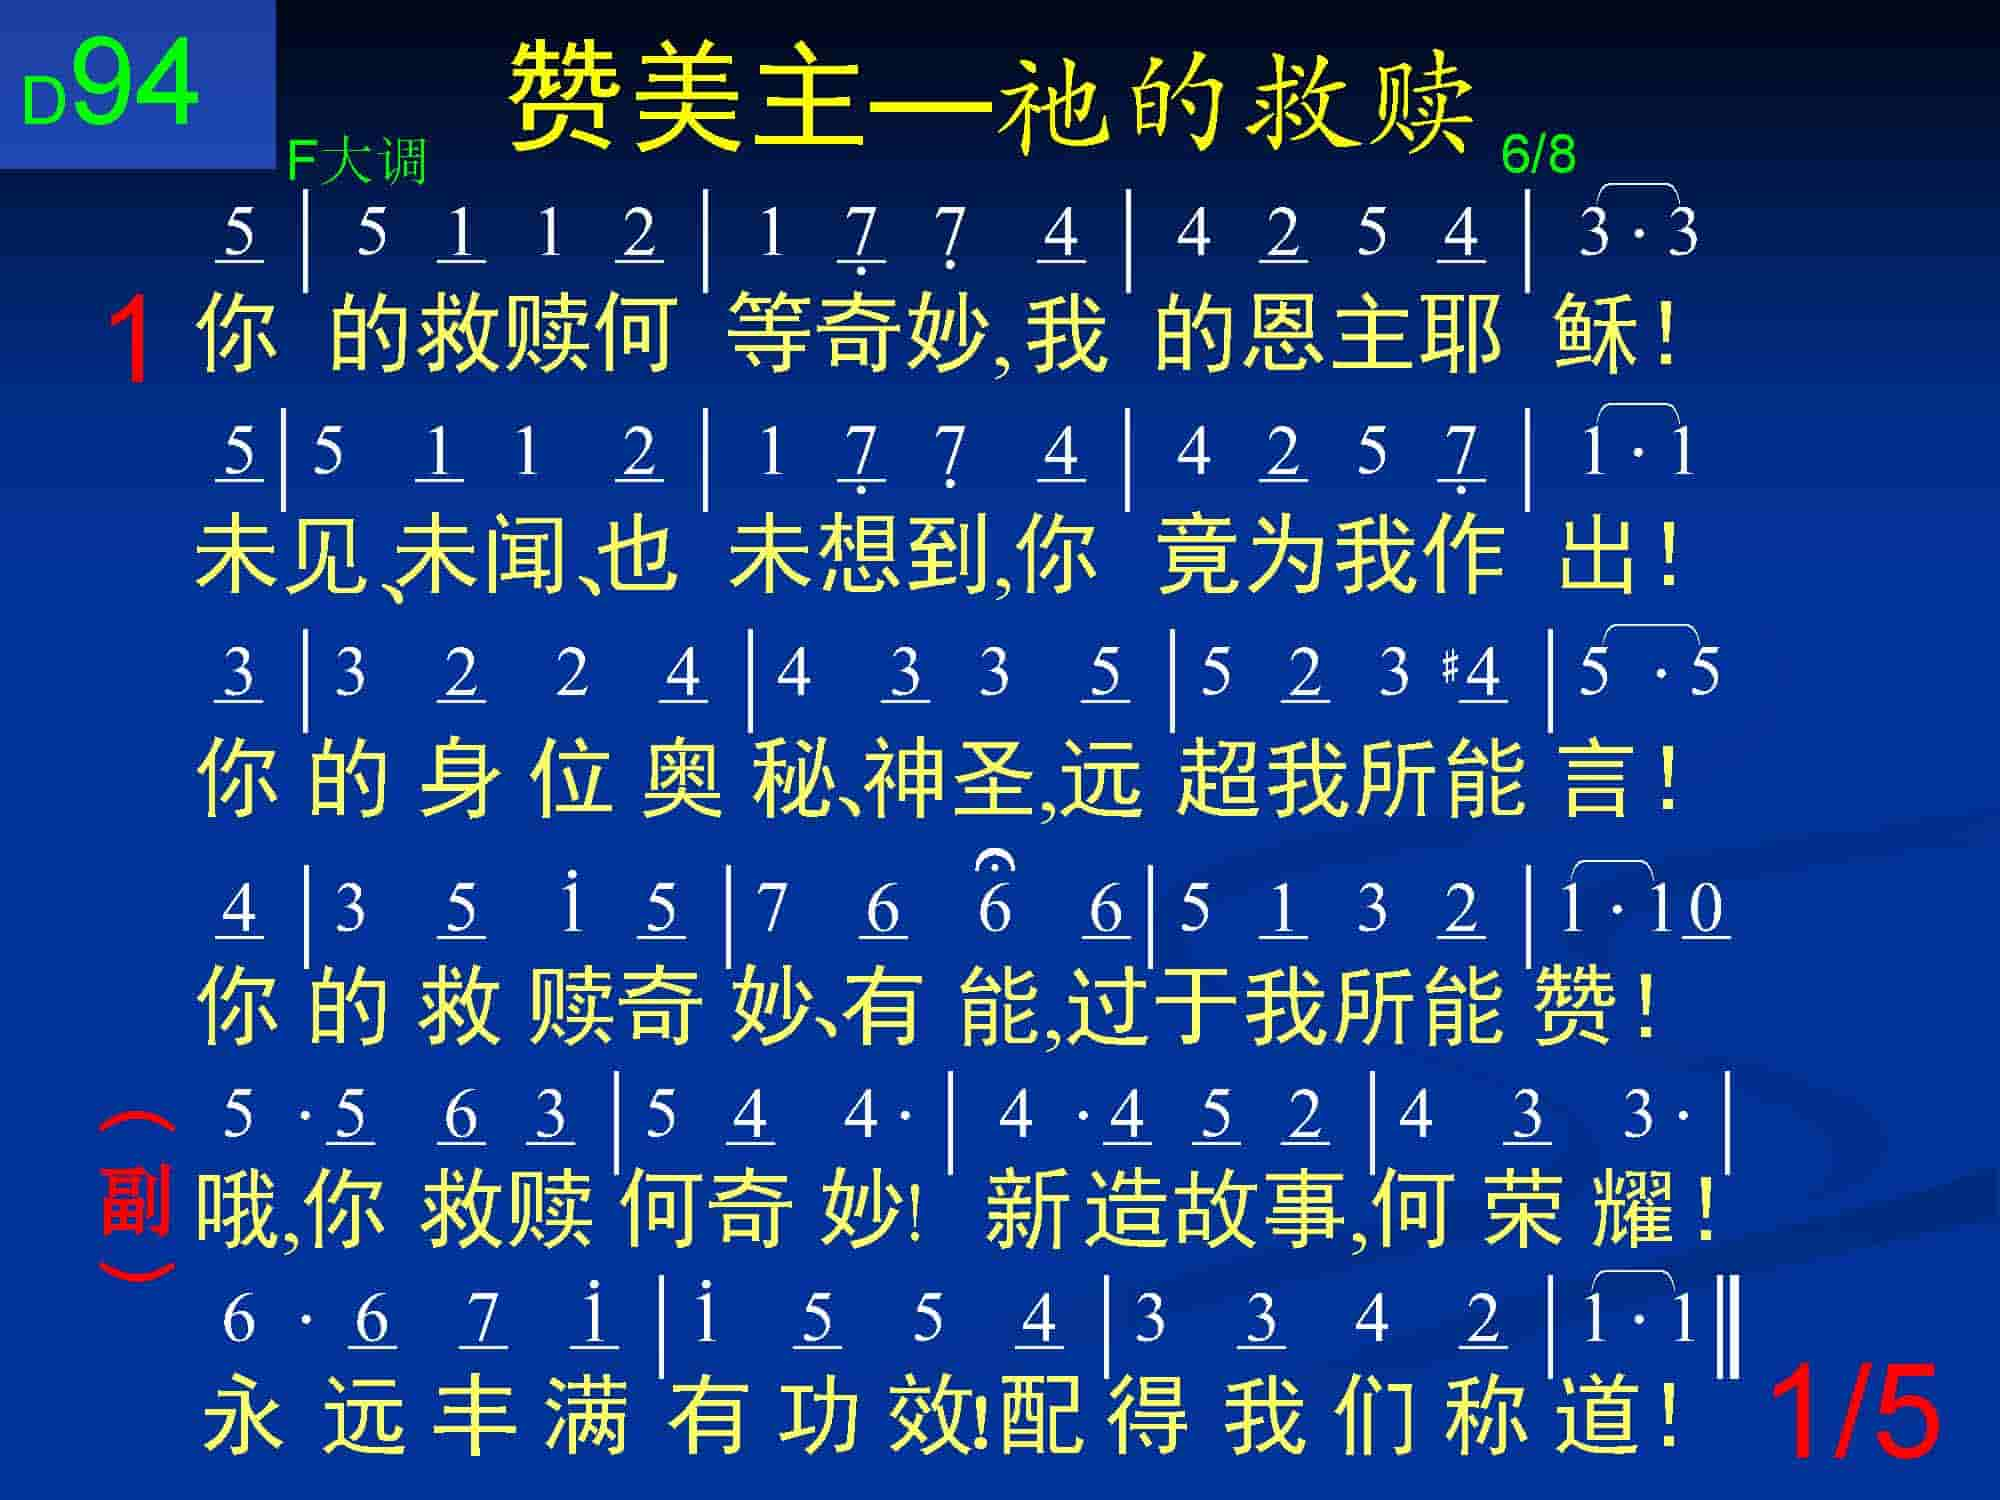 D94
赞美主—祂的救赎
F大调
6/8
5 | 5 1 1 2 | 1 7̣ 7̣ 4 | 4 2 5 4 | 3 · 3
1 你的救赎何等奇妙,我的恩主耶稣!
5 | 5 1 1 2 | 1 7̣ 7̣ 4 | 4 2 5 7̣ | 1 · 1
未见、未闻、也未想到,你竟为我作出!
3 | 3 2 2 4 | 4 3 3 5 | 5 2 3 #4 | 5 · 5
你的身位奥秘、神圣,远超我所能言!
4 | 3 5 i 5 | 7 6 6 6 | 5 1 3 2 | 1 · 1 0
你的救赎奇妙、有能,过于我所能赞!
5 · 5 6 3 | 5 4 4 · | 4 · 4 5 2 | 4 3 3 · |
(副) 哦,你救赎何奇妙! 新造故事,何荣耀!
6 · 6 7 i | i 5 5 4 | 3 3 4 2 | 1 · 1 ‖
永远丰满有功效!配得我们称道!
1/5